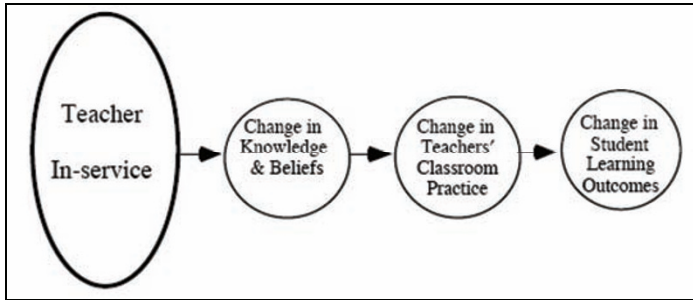 Teacher
In-service
Change in
Knowledge
& Beliefs
Change in
Teachers'
Classroom
Practice
Change in
Student
Learning
Outcomes